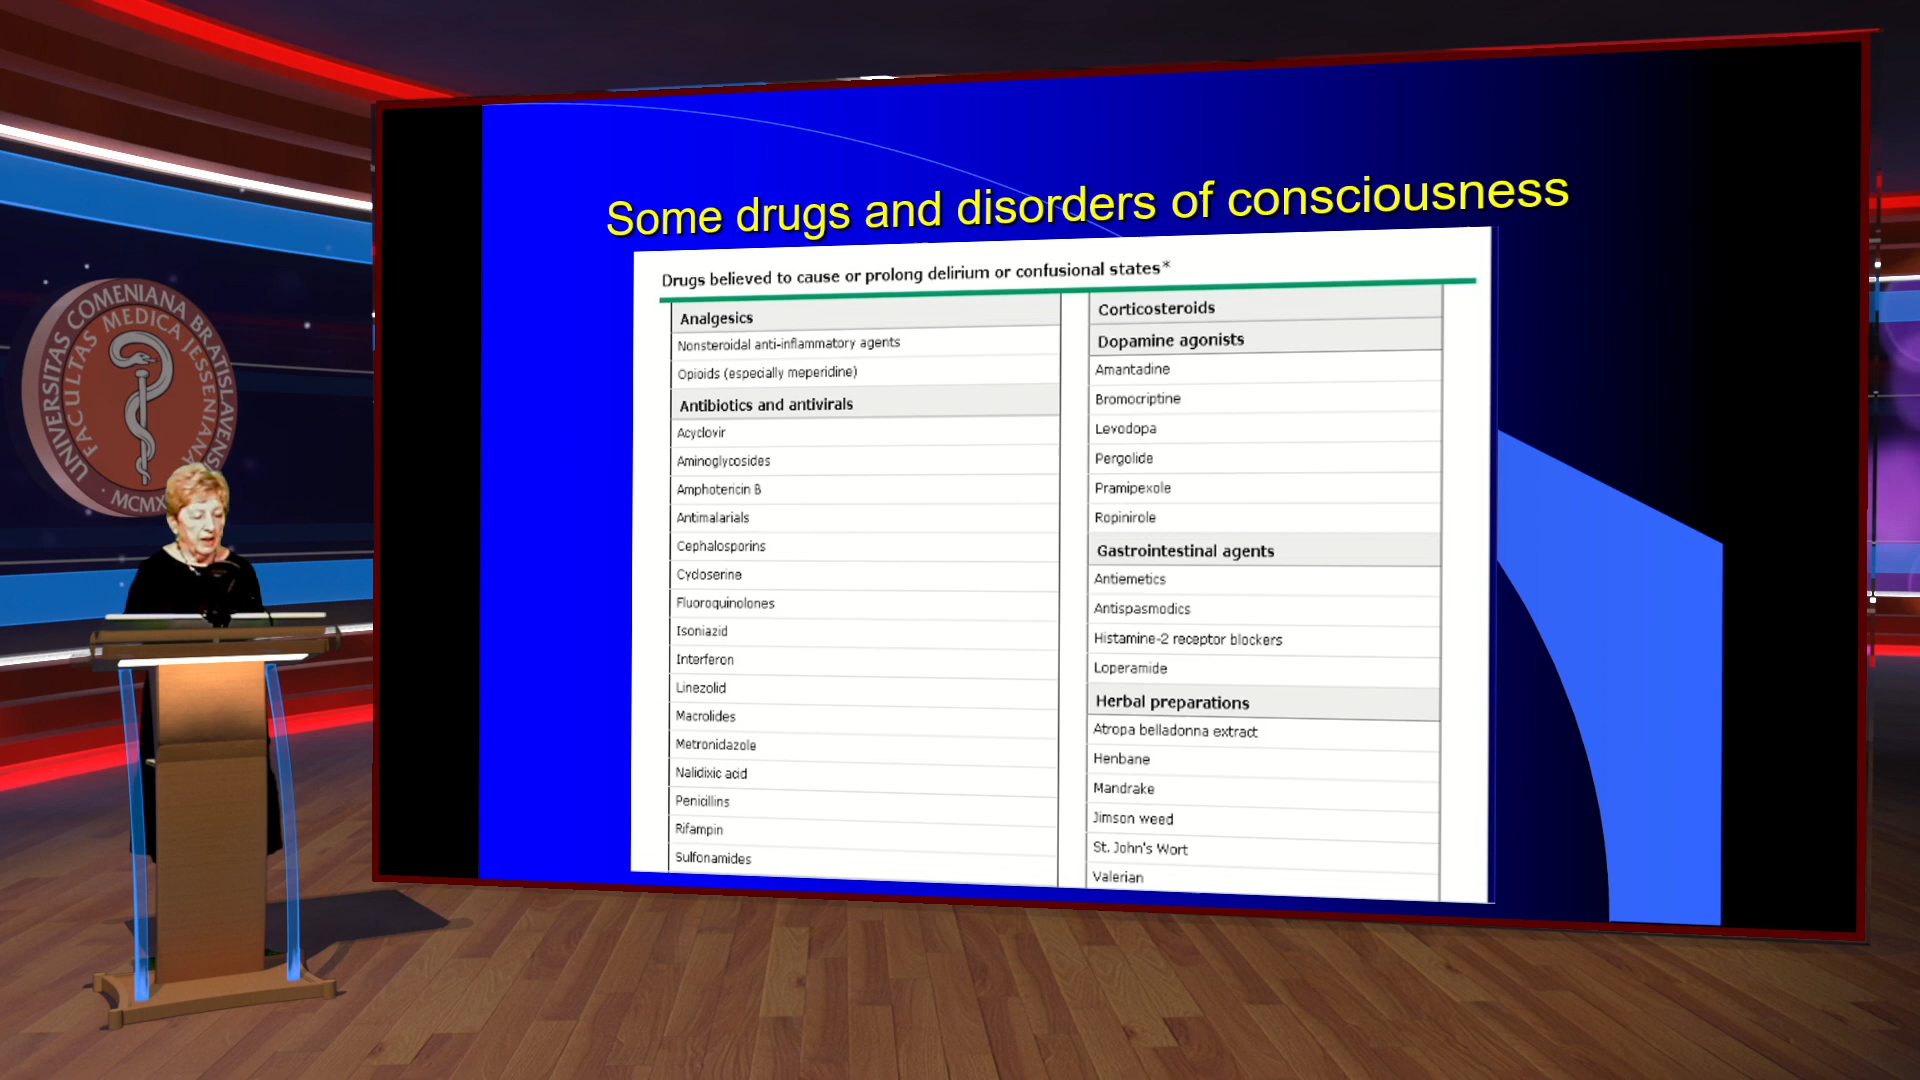 UNIVERSITAS COMENIANA BRATISLAVENSIS
FACULTAS MEDICA JESSENIANA
Some drugs and disorders of consciousness
Drugs believed to cause or prolong delirium or confusional states*
Analgesics
Nonsteroidal anti-inflammatory agents
Opioids (especially meperidine)
Antibiotics and antivirals
Acyclovir
Aminoglycosides
Amphotericin B
Antimalarials
Cephalosporins
Cycloserine
Fluoroquinolones
Isoniazid
Interferon
Linezolid
Macrolides
Metronidazole
Nalidixic acid
Penicillins
Rifampin
Sulfonamides
Corticosteroids
Dopamine agonists
Amantadine
Bromocriptine
Levodopa
Pergolide
Pramipexole
Ropinirole
Gastrointestinal agents
Antiemetics
Antispasmodics
Histamine-2 receptor blockers
Loperamide
Herbal preparations
Atropa belladonna extract
Henbane
Mandrake
Jimson weed
St. John's Wort
Valerian